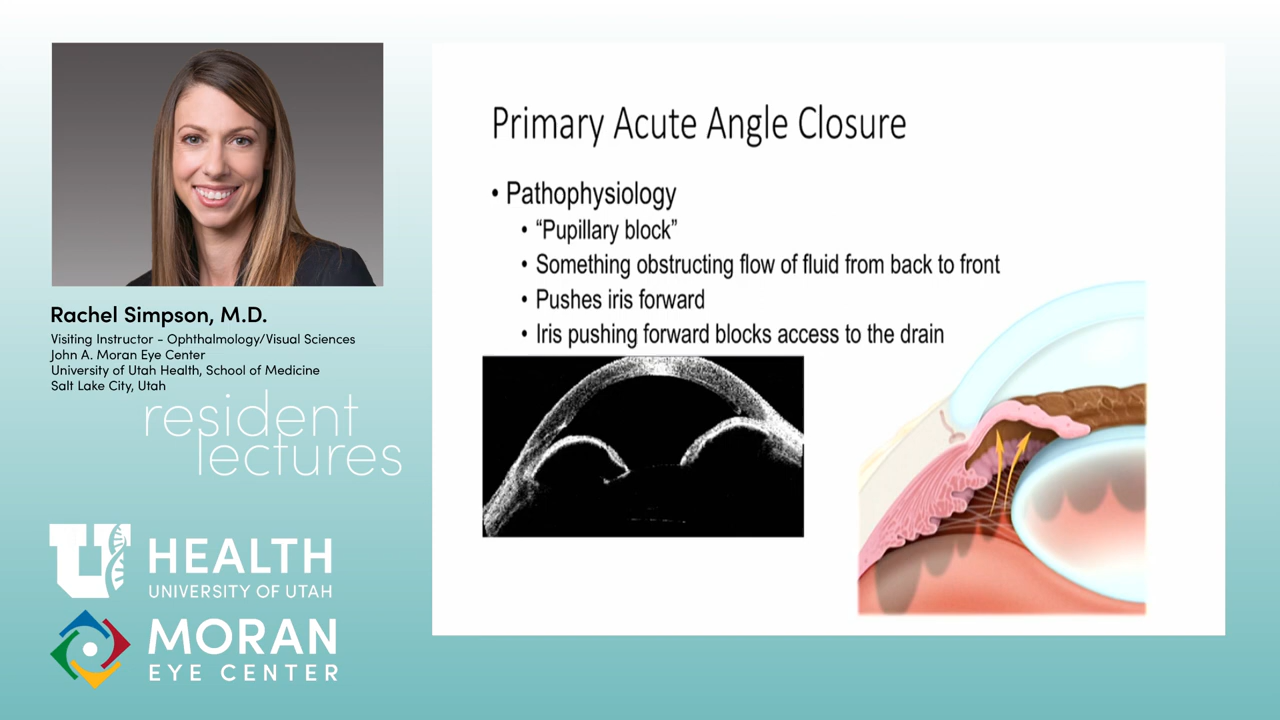 Rachel Simpson, M.D.
Visiting Instructor - Ophthalmology/Visual Sciences
John A. Moran Eye Center
University of Utah Health, School of Medicine
Salt Lake City, Utah
resident
lectures
U HEALTH
UNIVERSITY OF UTAH
MORAN
EYE CENTER
Primary Acute Angle Closure
• Pathophysiology
• “Pupillary block”
• Something obstructing flow of fluid from back to front
• Pushes iris forward
• Iris pushing forward blocks access to the drain